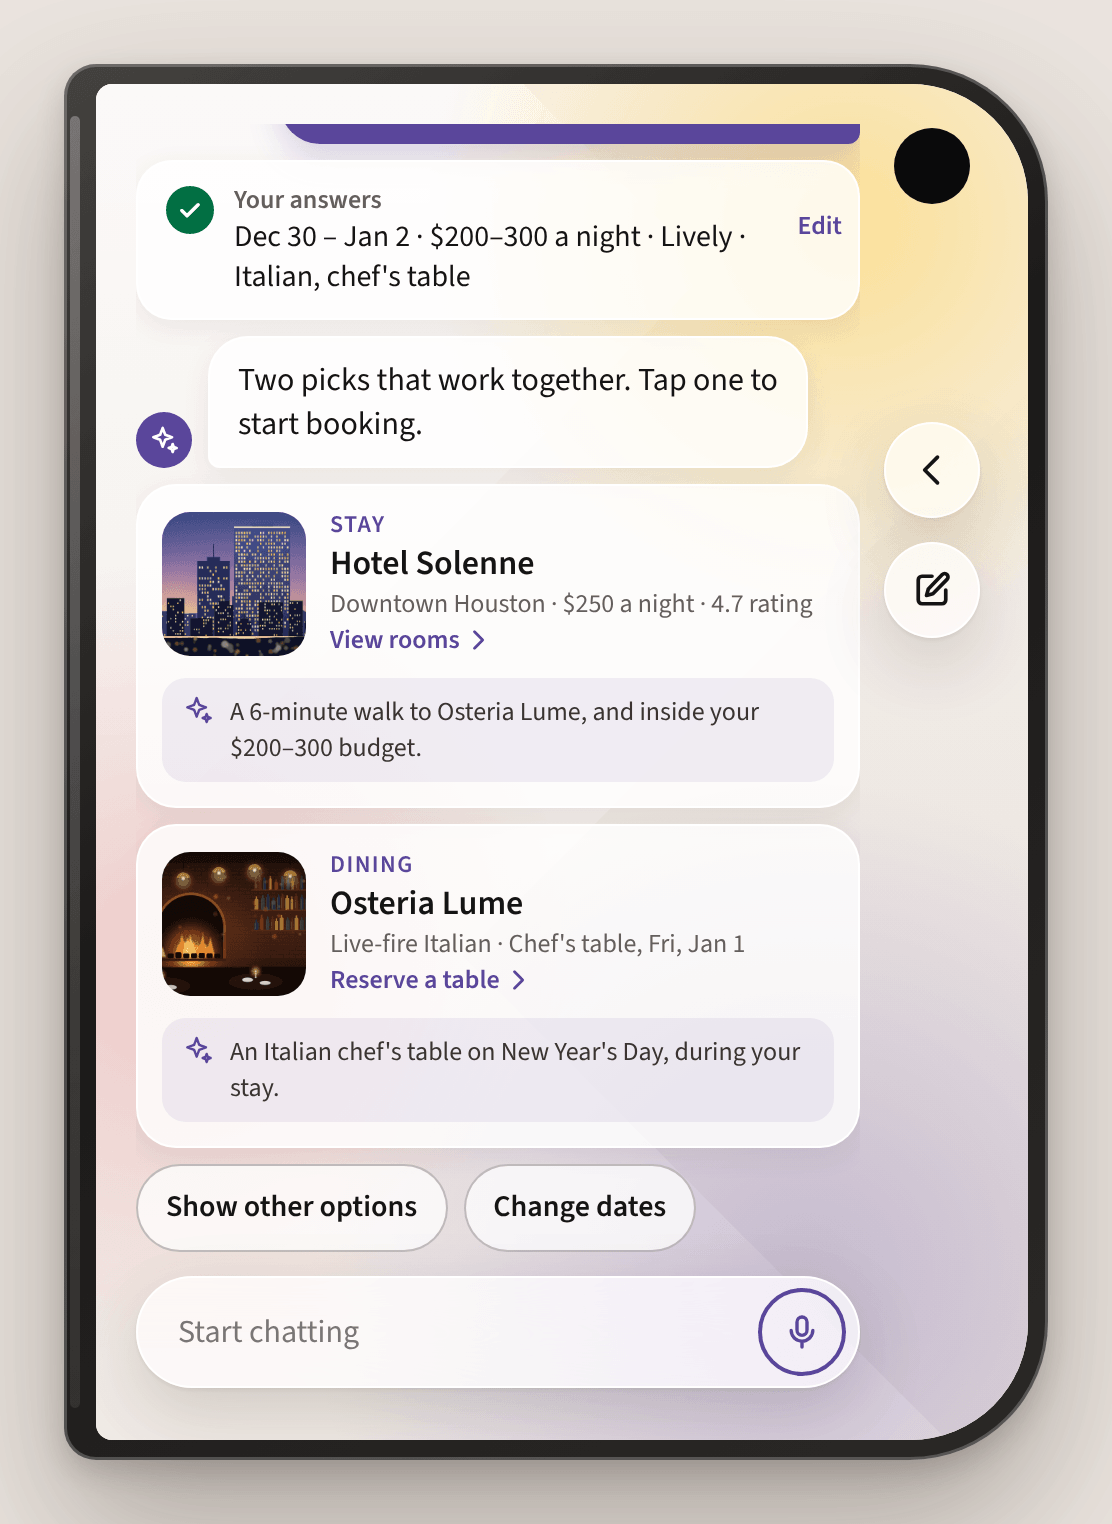 Your answers
Dec 30 – Jan 2 · $200–300 a night · Lively ·
Italian, chef's table
Edit
Two picks that work together. Tap one to
start booking.
STAY
Hotel Solenne
Downtown Houston · $250 a night · 4.7 rating
View rooms
A 6-minute walk to Osteria Lume, and inside your
$200–300 budget.
DINING
Osteria Lume
Live-fire Italian · Chef's table, Fri, Jan 1
Reserve a table
An Italian chef's table on New Year's Day, during your
stay.
Show other options
Change dates
Start chatting